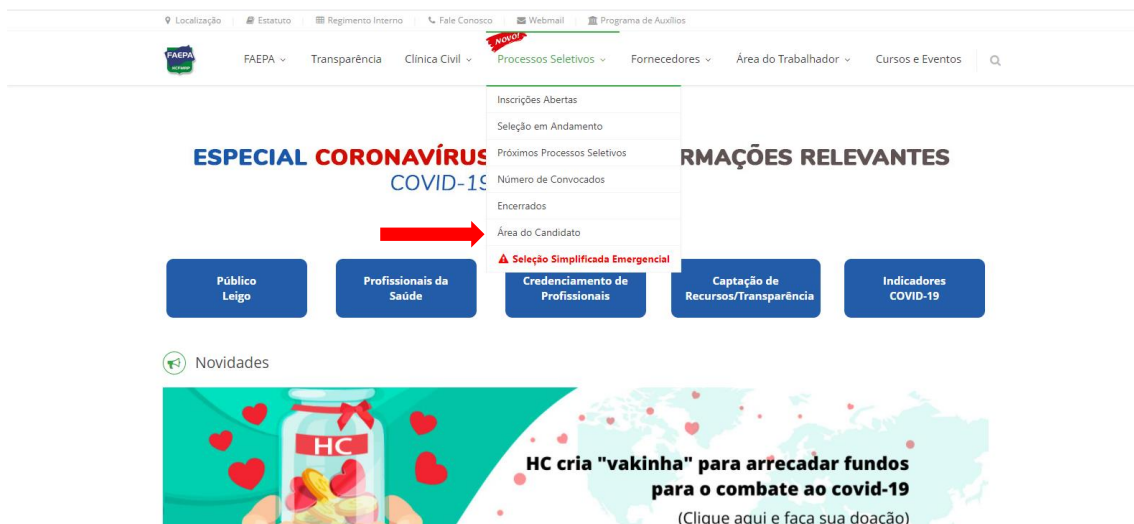 Localização Estatuto Regimento Interno Fale Conosco Webmail Programa de Auxílios
Novo!
FAEPA
HCFMRP
FAEPA Transparência Clínica Civil Processos Seletivos Fornecedores Área do Trabalhador Cursos e Eventos
Inscrições Abertas
Seleção em Andamento
Próximos Processos Seletivos
Número de Convocados
Encerrados
Área do Candidato
Seleção Simplificada Emergencial
ESPECIAL CORONAVÍRUS RMAÇÕES RELEVANTES
COVID-19
Público
Leigo
Profissionais da
Saúde
Credenciamento de
Profissionais
Captação de
Recursos/Transparência
Indicadores
COVID-19
Novidades
HC
HC cria "vakinha" para arrecadar fundos
para o combate ao covid-19
(Clique aqui e faça sua doação)